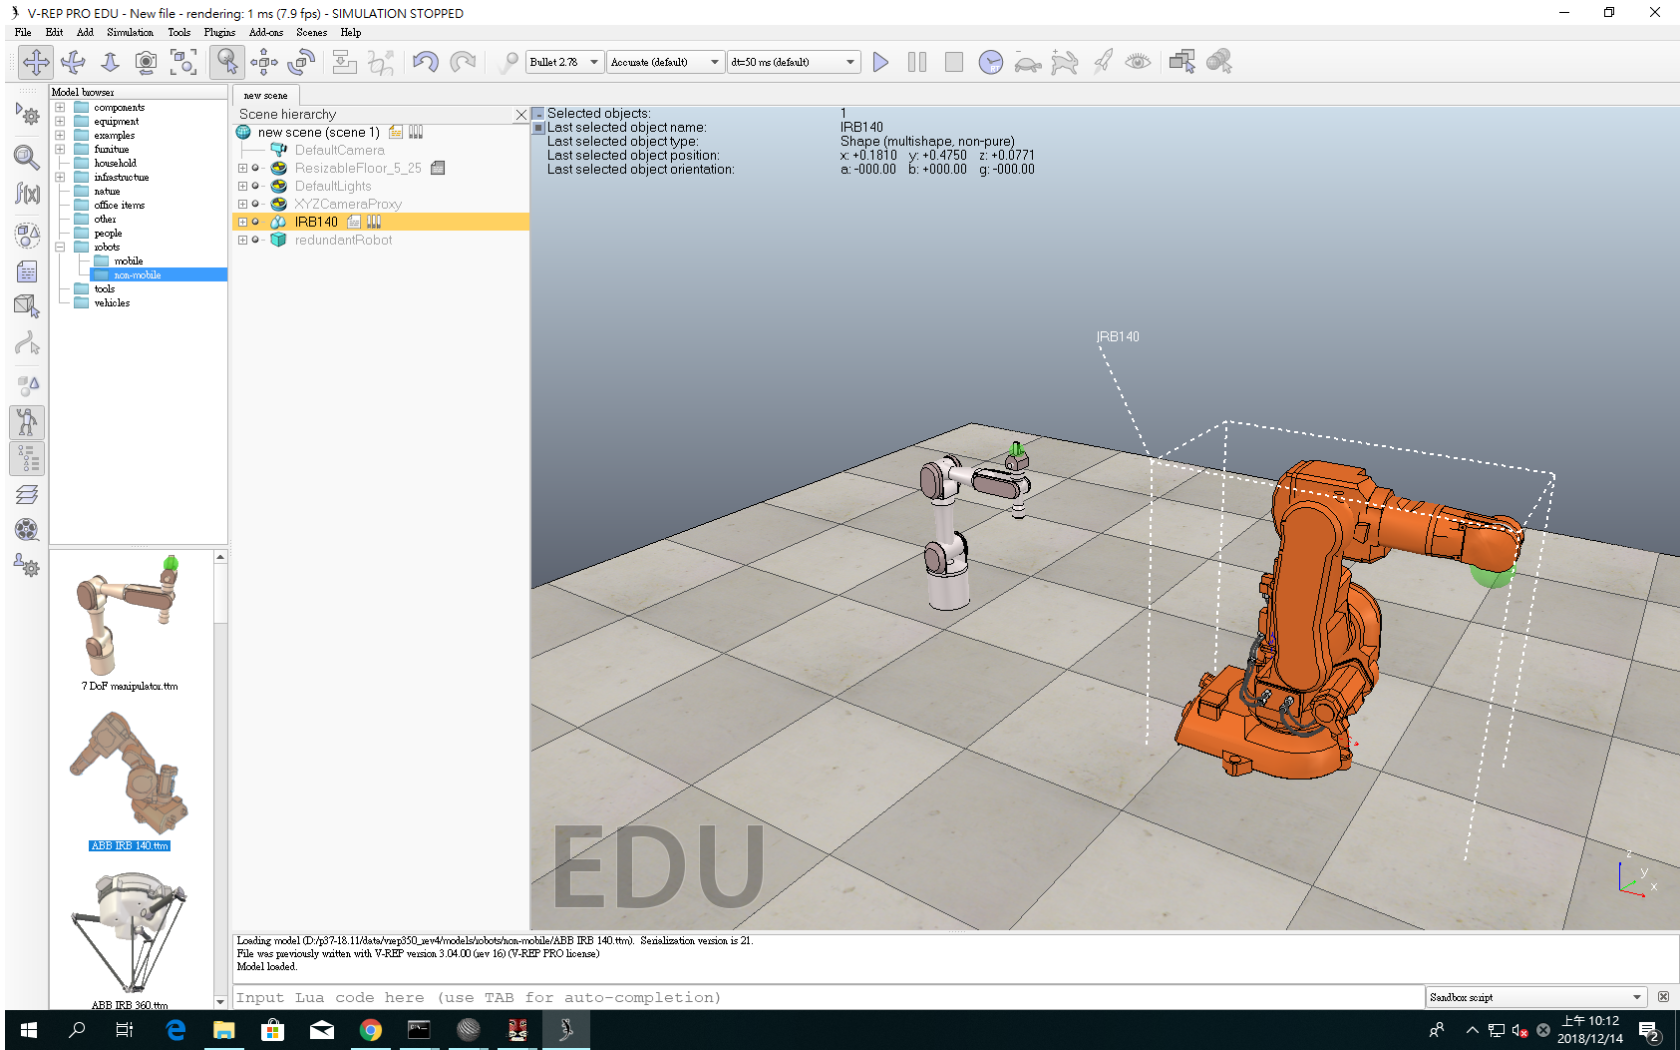 V-REP PRO EDU - New file - rendering: 1 ms (7.9 fps) - SIMULATION STOPPED
File Edit Add Simulation Tools Plugins Add-ons Scenes Help
Bullet 2.78 Accurate (default) dt=50 ms (default)
Model browser
components
equipment
examples
furniture
household
infrastructure
nature
office items
other
people
robots
mobile
non-mobile
tools
vehicles
7 DoF manipulator.ttm
ABB IRB 140.ttm
ABB IRB 360.ttm
new scene
Scene hierarchy
new scene (scene 1)
DefaultCamera
ResizableFloor_5_25
DefaultLights
XYZCameraProxy
IRB140
redundantRobot
Selected objects: 1
Last selected object name: IRB140
Last selected object type: Shape (multishape, non-pure)
Last selected object position: x: +0.1810 y: +0.4750 z: +0.0771
Last selected object orientation: a: -000.00 b: +000.00 g: -000.00
IRB140
z
y
x
EDU
Loading model (D:/p37-18.11/data/vrep350_rev4/models/robots/non-mobile/ABB IRB 140.ttm). Serialization version is 21.
File was previously written with V-REP version 3.04.00 (rev 16) (V-REP PRO license)
Model loaded.
Input Lua code here (use TAB for auto-completion)
Sandbox script
上午 10:12
2018/12/14
2